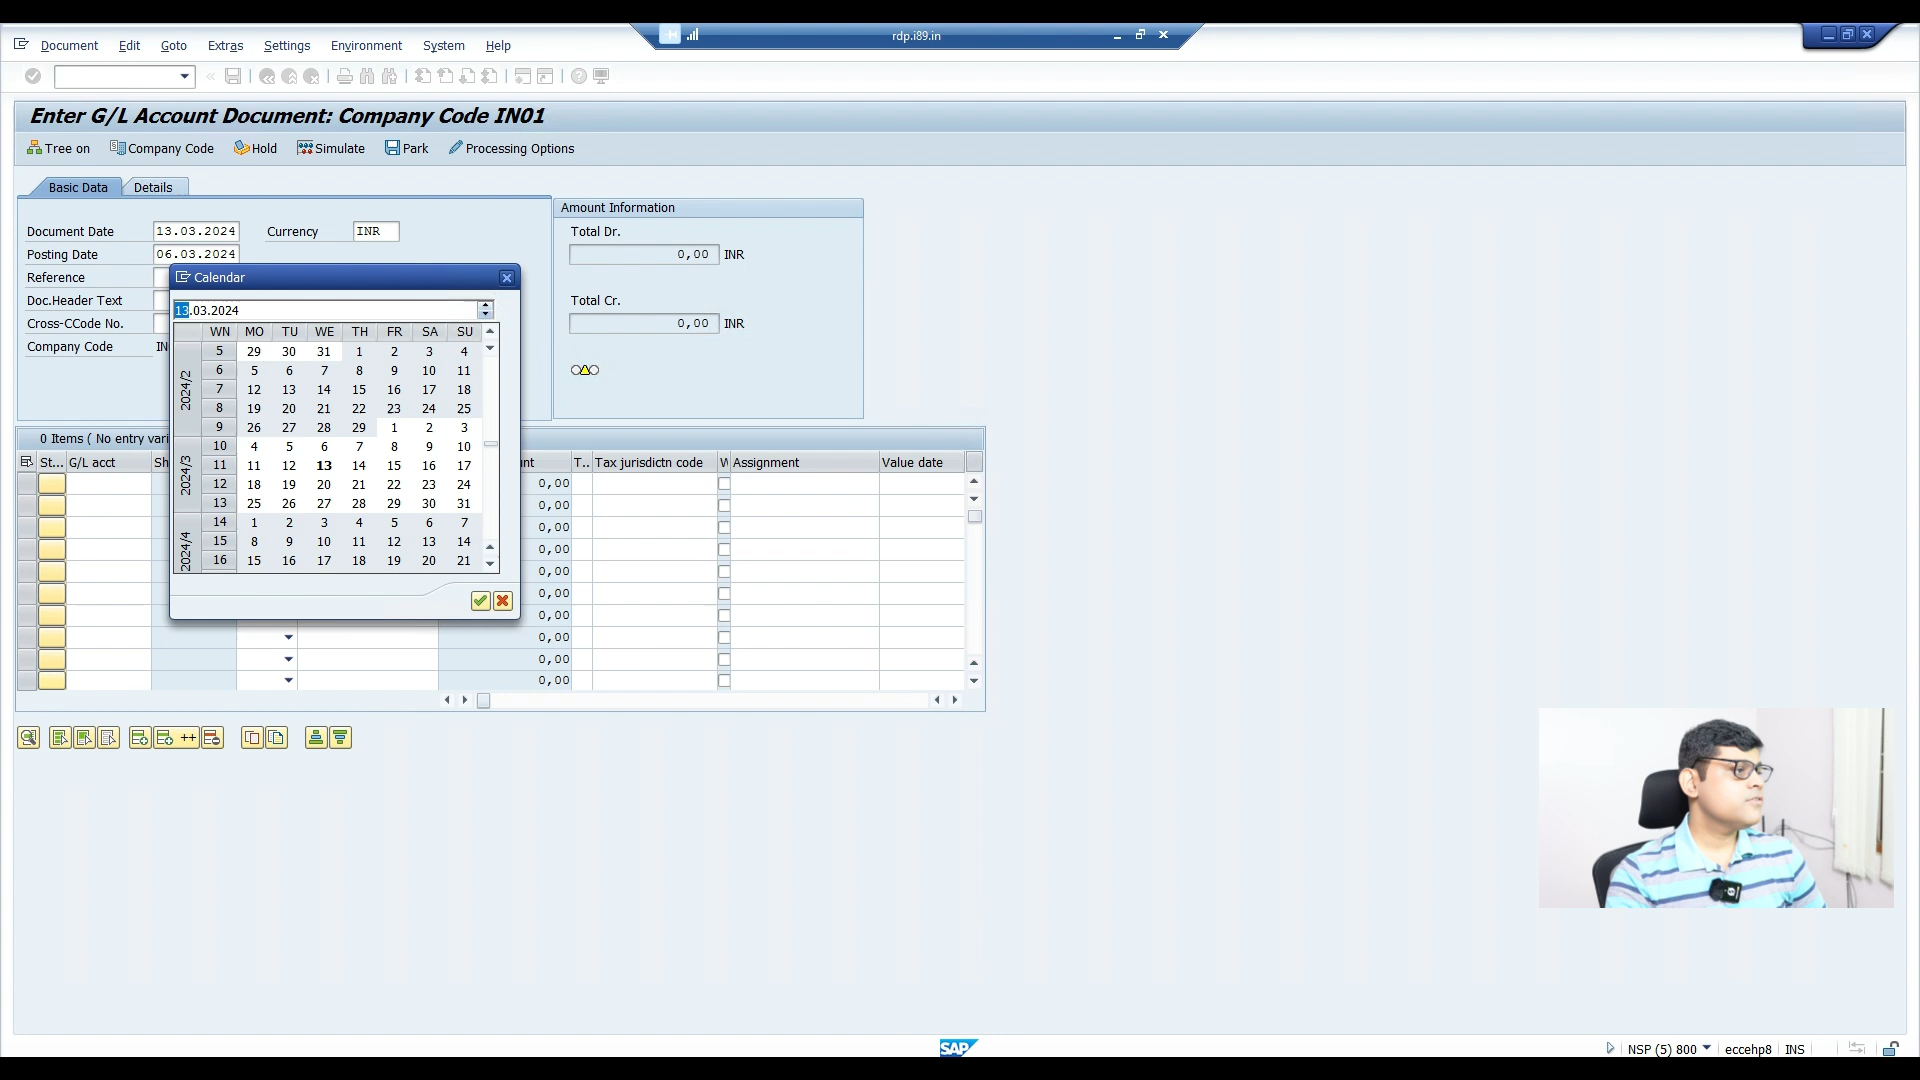 Document Edit Goto Extras Settings Environment System Help
rdp.i89.in
Enter G/L Account Document: Company Code IN01
Tree on Company Code Hold Simulate Park Processing Options
Basic Data Details
Document Date 13.03.2024 Currency INR
Posting Date 06.03.2024
Reference
Doc.Header Text
Cross-CCode No.
Company Code IN
Amount Information
Total Dr.
0,00 INR
Total Cr.
0,00 INR
Calendar
13.03.2024
WN MO TU WE TH FR SA SU
5 29 30 31 1 2 3 4
6 5 6 7 8 9 10 11
7 12 13 14 15 16 17 18
8 19 20 21 22 23 24 25
9 26 27 28 29 1 2 3
10 4 5 6 7 8 9 10
11 11 12 13 14 15 16 17
12 18 19 20 21 22 23 24
13 25 26 27 28 29 30 31
14 1 2 3 4 5 6 7
15 8 9 10 11 12 13 14
16 15 16 17 18 19 20 21
2024/2
2024/3
2024/4
0 Items ( No entry vari
St... G/L acct Sh unt T.. Tax jurisdictn code W Assignment Value date
0,00
0,00
0,00
0,00
0,00
0,00
0,00
0,00
0,00
0,00
++
SAP
NSP (5) 800 eccehp8 INS